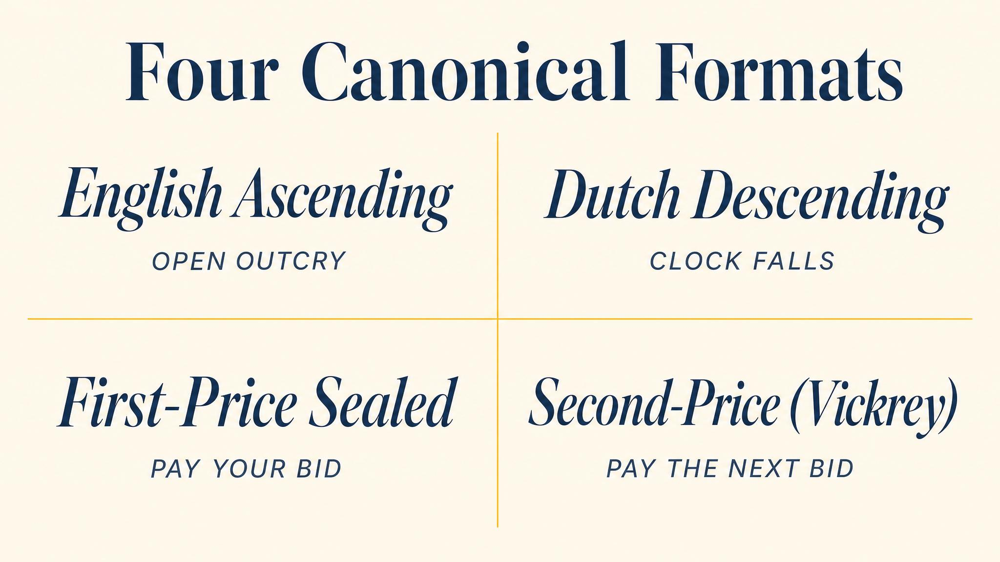 Four Canonical Formats
English Ascending
OPEN OUTCRY
Dutch Descending
CLOCK FALLS
First-Price Sealed
PAY YOUR BID
Second-Price (Vickrey)
PAY THE NEXT BID